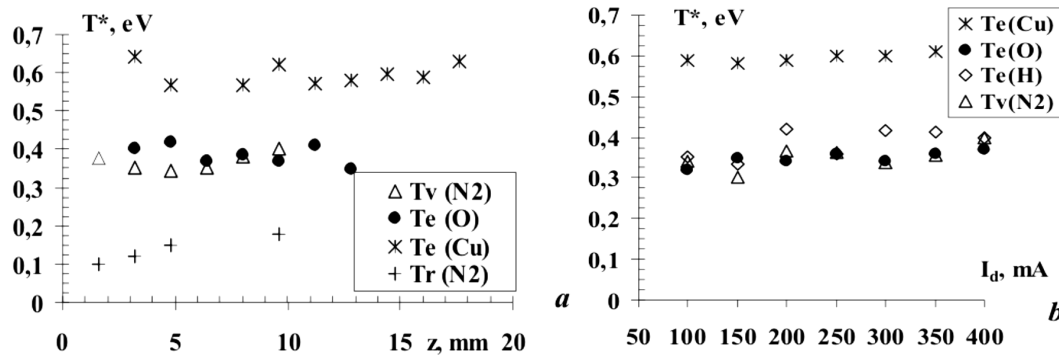 T*, eV
0,7
0,6
0,5
0,4
0,3
0,2
0,1
0
0 5 10 15 z, mm 20
Tv (N2)
Te (O)
Te (Cu)
Tr (N2)
a
T*, eV
0,7
0,6
0,5
0,4
0,3
0,2
0,1
0
50 100 150 200 250 300 350 400
Te(Cu)
Te(O)
Te(H)
Tv(N2)
Id, mA
b